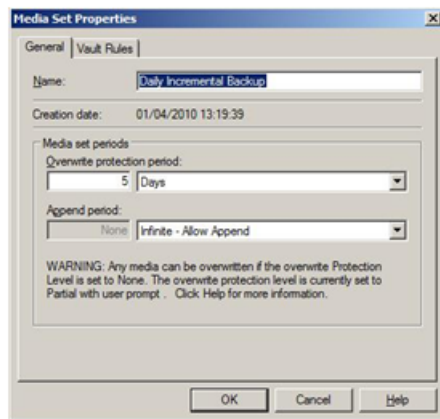 Media Set Properties
General
Vault Rules
Name:
Daily Incremental Backup
Creation date:
01/04/2010 13:19:39
Media set periods
Overwrite protection period:
5
Days
Append period:
None
Infinite - Allow Append
WARNING: Any media can be overwritten if the overwrite Protection
Level is set to None. The overwrite protection level is currently set to
Partial with user prompt . Click Help for more information.
OK
Cancel
Help